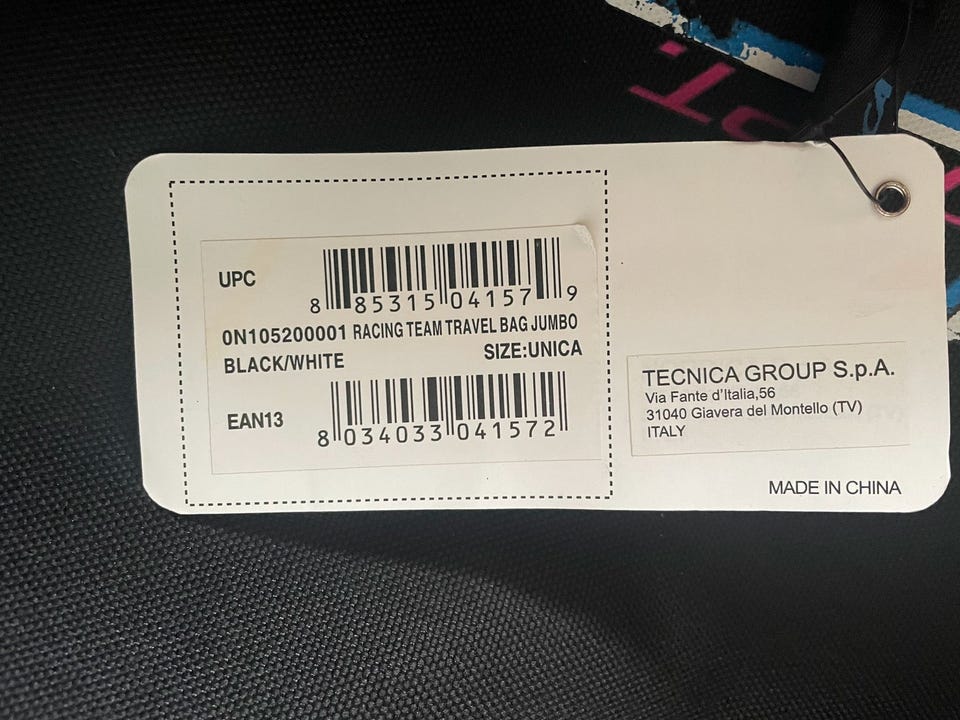 ST.
UPC
8 85315 04157 9
0N105200001 RACING TEAM TRAVEL BAG JUMBO
BLACK/WHITE SIZE:UNICA
EAN13
8 034033 041572
TECNICA GROUP S.p.A.
Via Fante d'Italia,56
31040 Giavera del Montello (TV)
ITALY
MADE IN CHINA